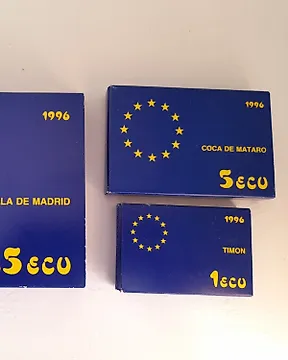 1996
LA DE MADRID
5 ECU
1996
COCA DE MATARO
5 ECU
1996
TIMON
1 ECU